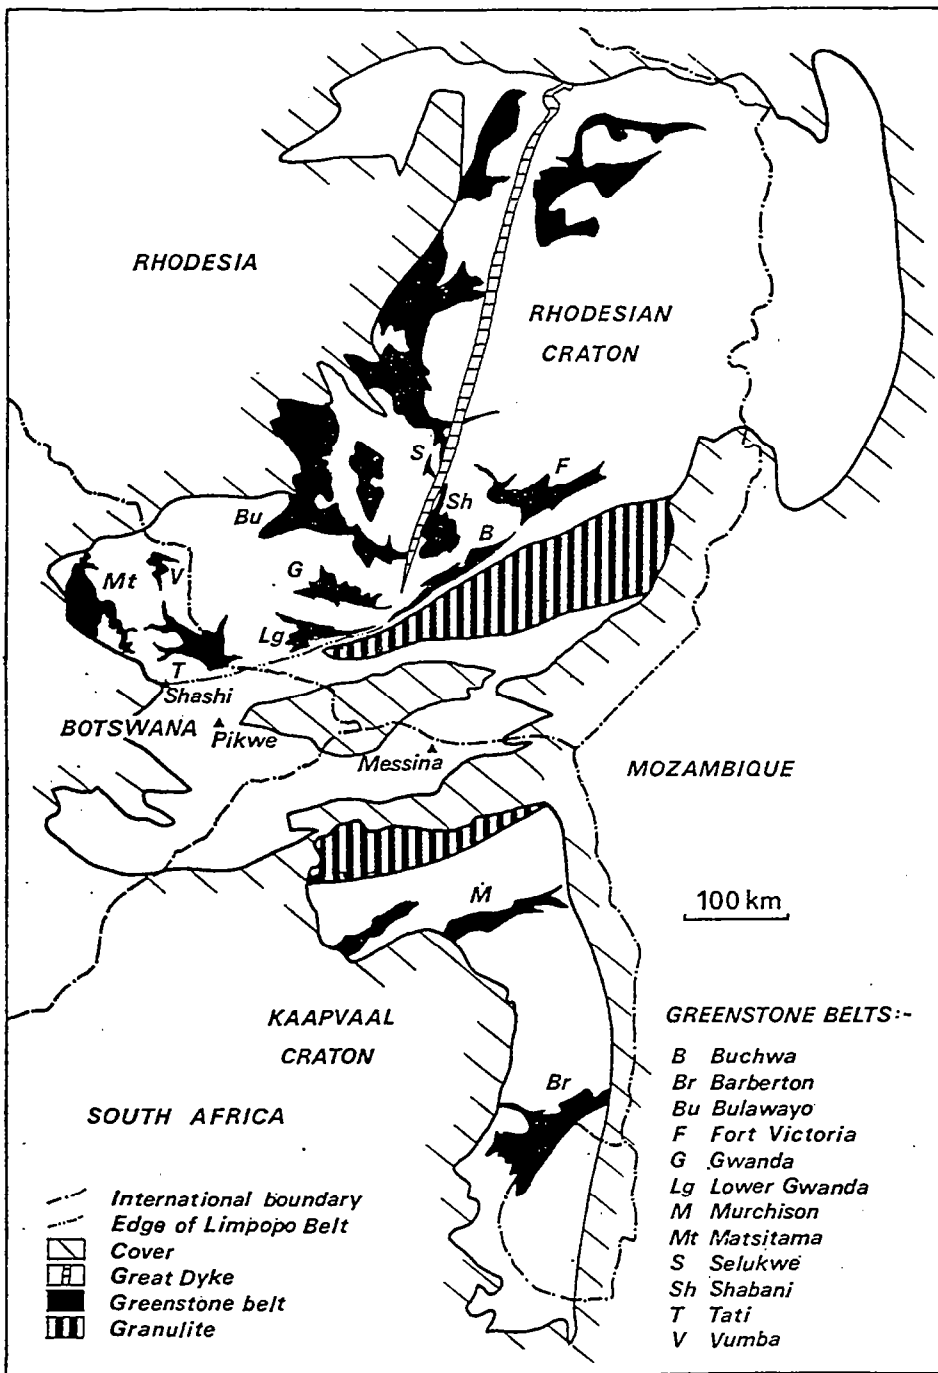 RHODESIA
RHODESIAN
CRATON
S
F
Sh
Bu
B
G
Mt
V
Lg
T
Shashi
BOTSWANA
Pikwe
Messina
MOZAMBIQUE
M
100 km
KAAPVAAL
CRATON
Br
SOUTH AFRICA
International boundary
Edge of Limpopo Belt
Cover
Great Dyke
Greenstone belt
Granulite
GREENSTONE BELTS:-
B Buchwa
Br Barberton
Bu Bulawayo
F Fort Victoria
G Gwanda
Lg Lower Gwanda
M Murchison
Mt Matsitama
S Selukwe
Sh Shabani
T Tati
V Vumba